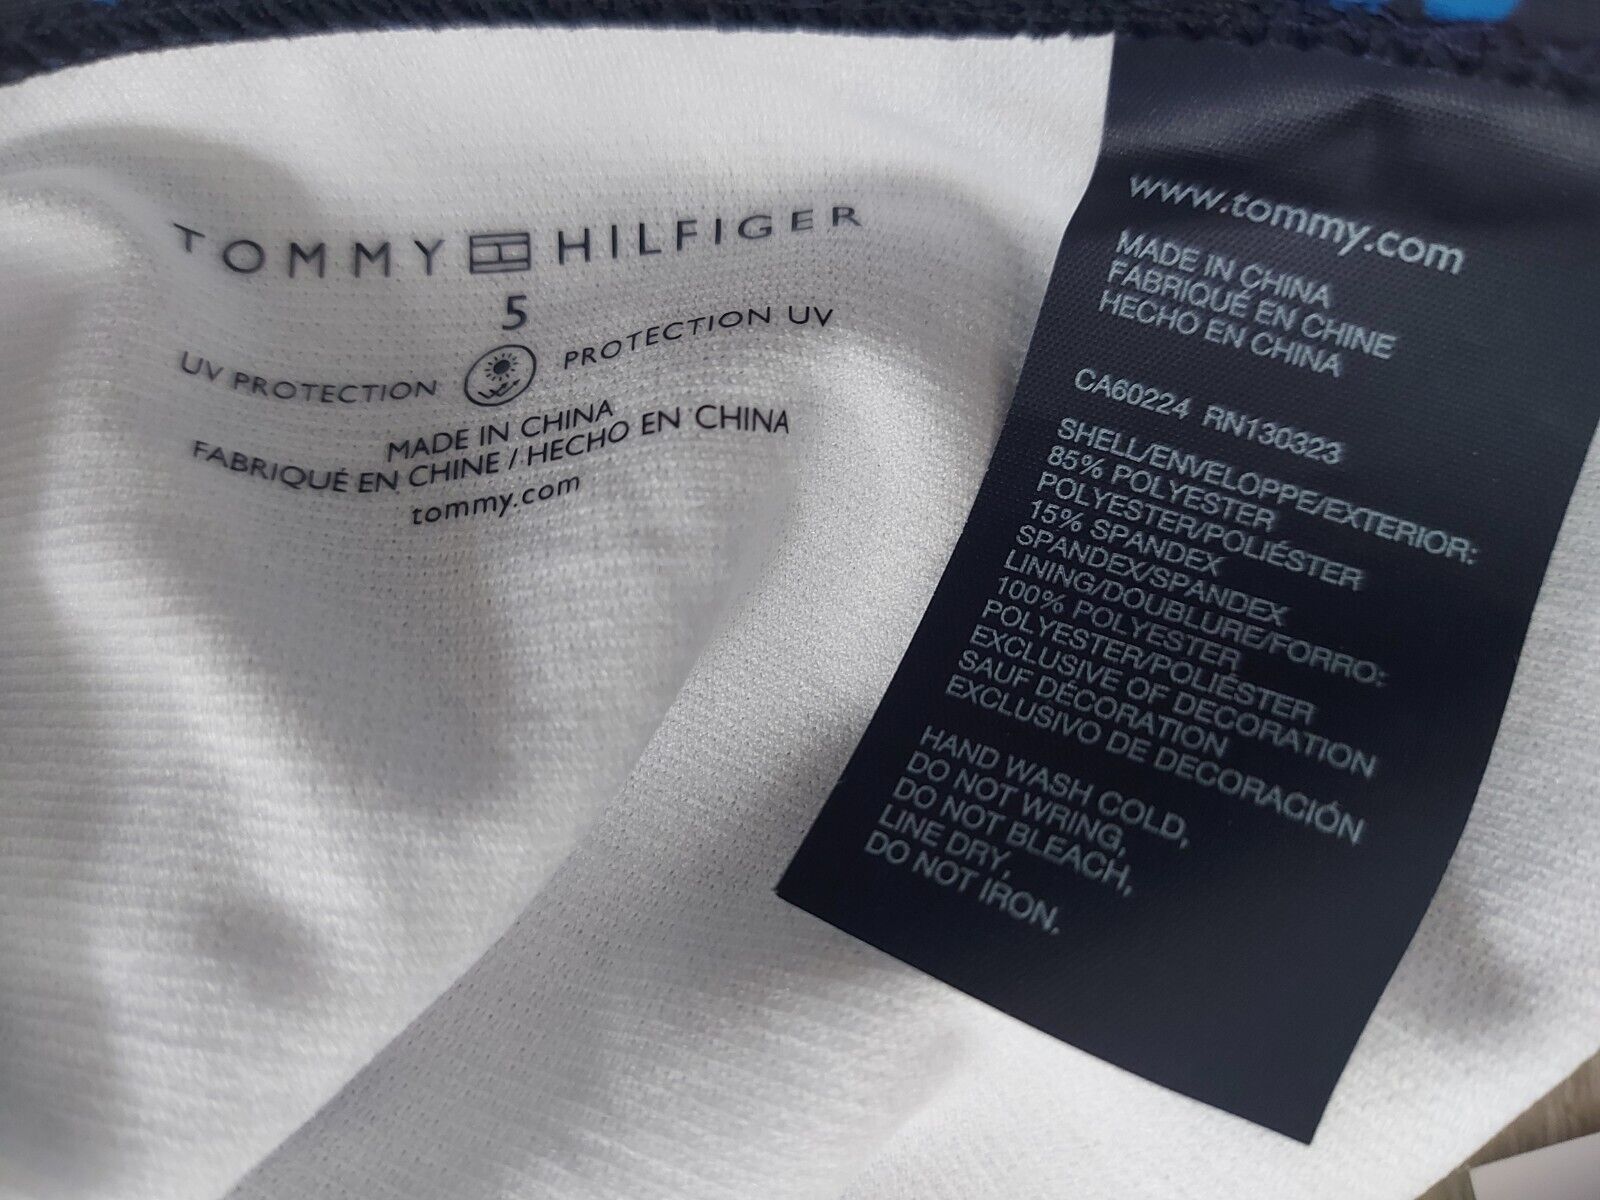 TOMMY HILFIGER
5
UV PROTECTION PROTECTION UV
MADE IN CHINA
FABRIQUÉ EN CHINE / HECHO EN CHINA
tommy.com
www.tommy.com
MADE IN CHINA
FABRIQUÉ EN CHINE
HECHO EN CHINA
CA60224 RN130323
SHELL/ENVELOPPE/EXTERIOR:
85% POLYESTER
POLYESTER/POLIÉSTER
15% SPANDEX
SPANDEX/SPANDEX
LINING/DOUBLURE/FORRO:
100% POLYESTER
POLYESTER/POLIÉSTER
EXCLUSIVE OF DECORATION
SAUF DÉCORATION
EXCLUSIVO DE DECORACIÓN
HAND WASH COLD,
DO NOT WRING,
DO NOT BLEACH,
LINE DRY,
DO NOT IRON,